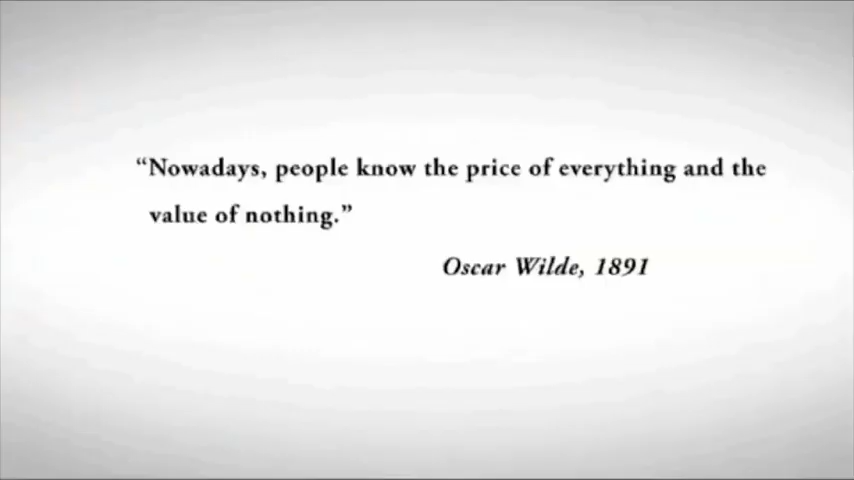 “Nowadays, people know the price of everything and the
value of nothing.”
Oscar Wilde, 1891